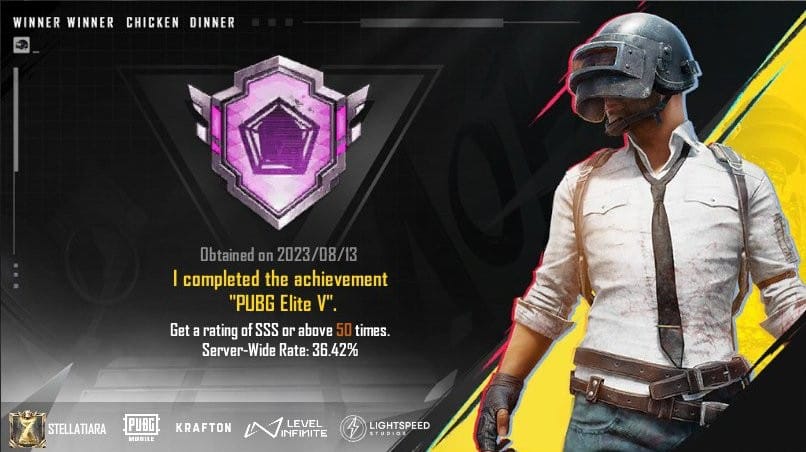 WINNER WINNER CHICKEN DINNER
Obtained on 2023/08/13
I completed the achievement
"PUBG Elite V".
Get a rating of SSS or above 50 times.
Server-Wide Rate: 36.42%
STELLATIARA PUBG MOBILE KRAFTON LEVEL INFINITE LIGHTSPEED STUDIOS